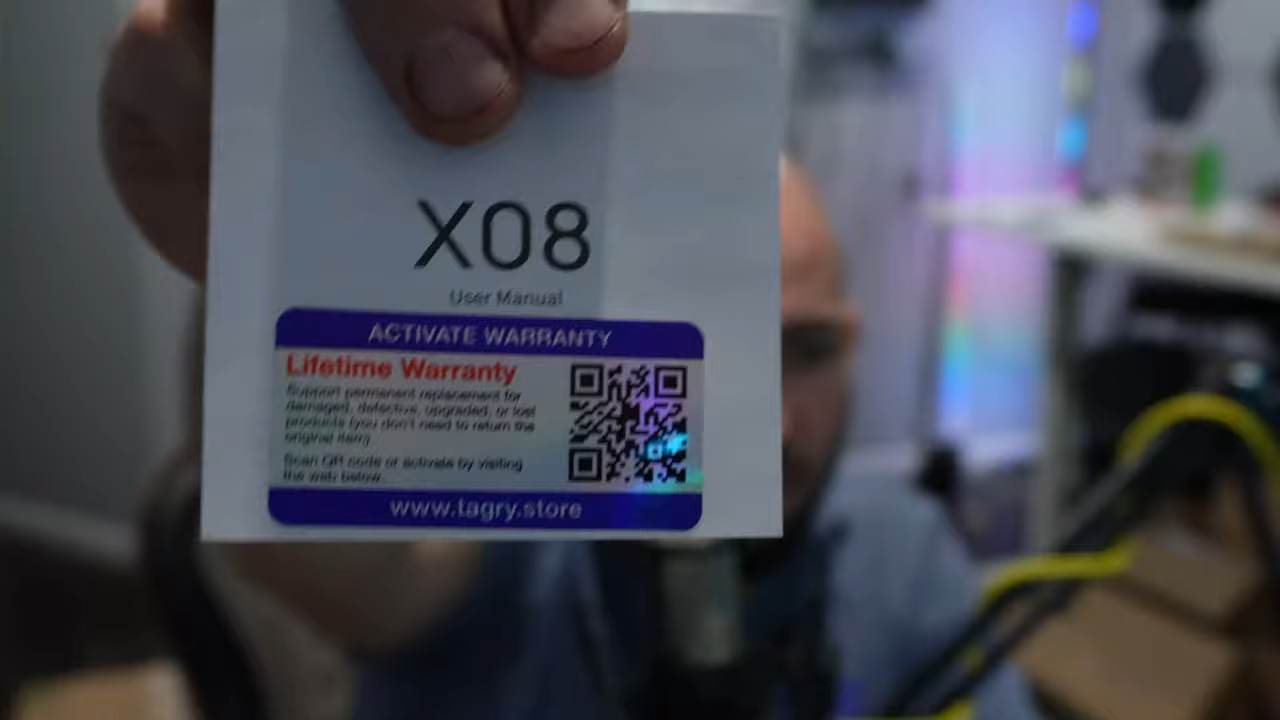 X08
User Manual
ACTIVATE WARRANTY
Lifetime Warranty
Support permanent replacement for
damaged, defective, upgraded, or lost
products (you don't need to return the
original item)
Scan QR code or activate by visiting
the web below.
www.tagry.store